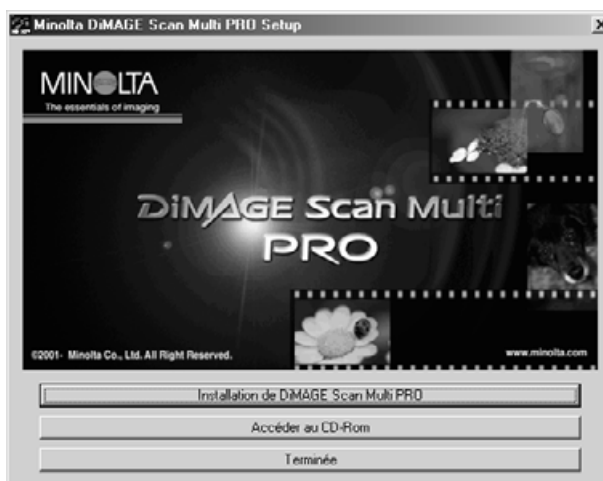 Minolta DiMAGE Scan Multi PRO Setup
MINOLTA
The essentials of imaging
DiMAGE Scan Multi
PRO
©2001- Minolta Co., Ltd. All Right Reserved.
www.minolta.com
Installation de DiMAGE Scan Multi PRO
Accéder au CD-Rom
Terminée